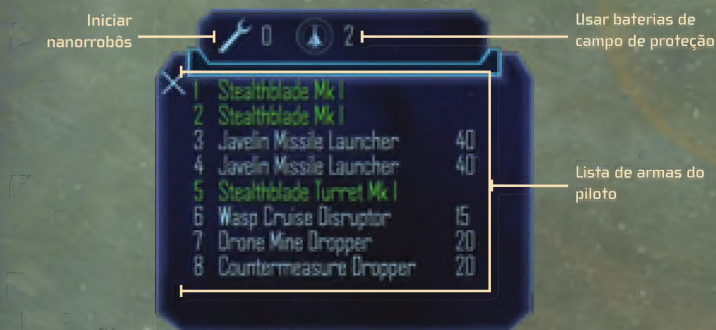 Iniciar
nanorrobôs
0 2
Usar baterias de
campo de proteção
1 Stealthblade Mk I
2 Stealthblade Mk I
3 Javelin Missile Launcher 40
4 Javelin Missile Launcher 40
5 Stealthblade Turret Mk I
6 Wasp Cruise Disruptor 15
7 Drone Mine Dropper 20
8 Countermeasure Dropper 20
Lista de armas do
piloto